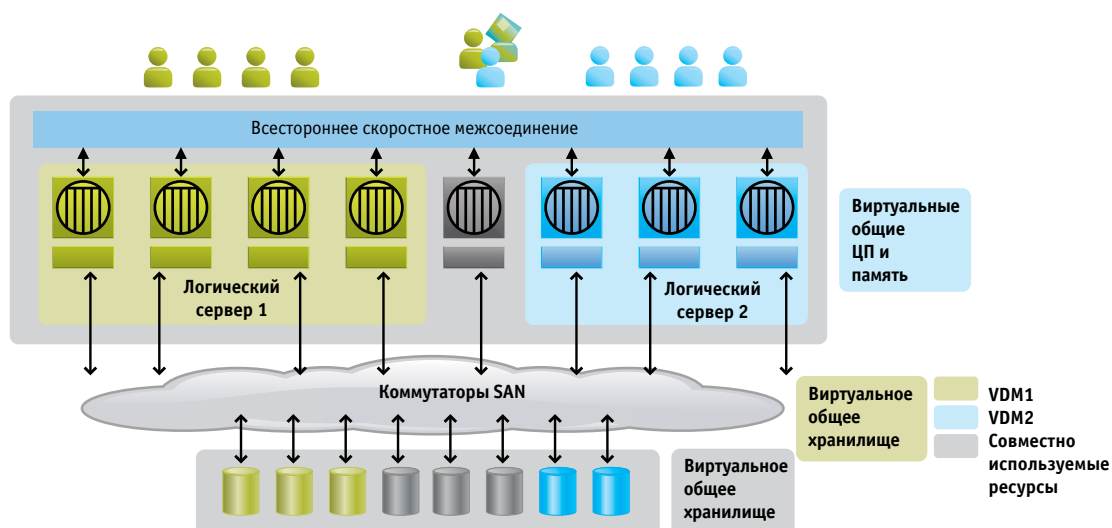 Всестороннее скоростное межсоединение
Виртуальные
общие
ЦП и
память
Логический
сервер 1
Логический
сервер 2
Коммутаторы SAN
Виртуальное
общее
хранилище
VDM1
VDM2
Совместно
используемые
ресурсы
Виртуальное
общее
хранилище